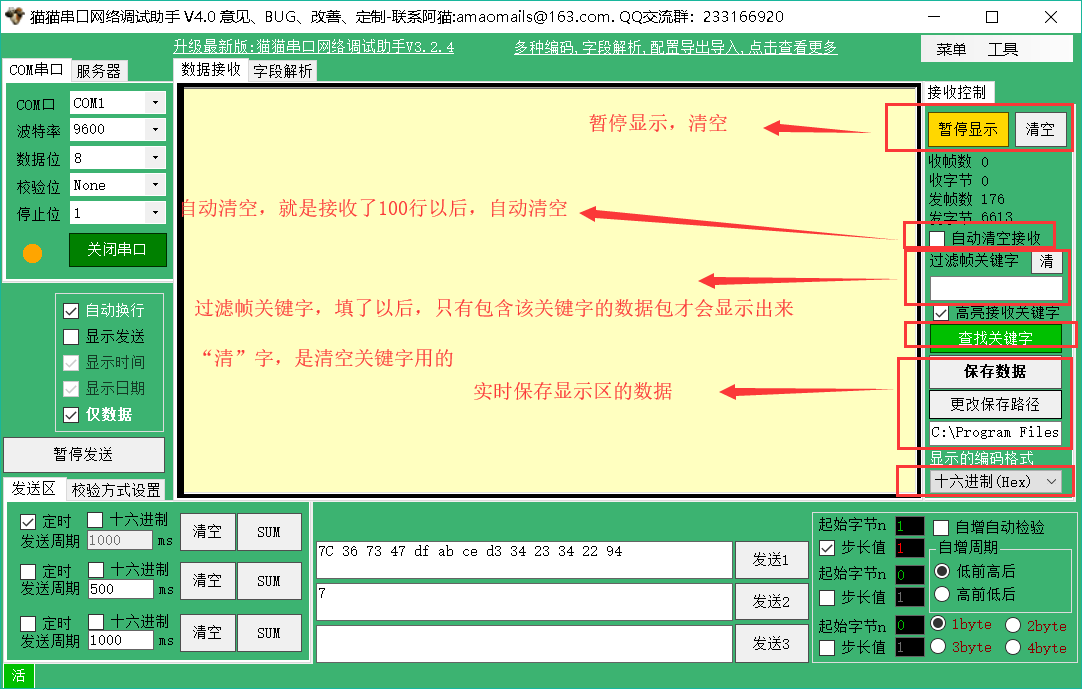 猫猫串口网络调试助手 V4.0 意见、BUG、改善、定制-联系阿猫:amaomails@163.com. QQ交流群：233166920
升级最新版:猫猫串口网络调试助手V3.2.4
多种编码,字段解析,配置导出导入,点击查看更多
菜单 工具
COM串口 服务器
数据接收 字段解析
接收控制
COM口 COM1
波特率 9600
数据位 8
校验位 None
停止位 1
关闭串口
自动换行
显示发送
显示时间
显示日期
仅数据
暂停发送
暂停显示，清空
自动清空，就是接收了100行以后，自动清空
过滤帧关键字，填了以后，只有包含该关键字的数据包才会显示出来
“清”字，是清空关键字用的
实时保存显示区的数据
暂停显示 清空
收帧数 0
收字节 0
发帧数 176
发字节 6613
自动清空接收
过滤帧关键字 清
高亮接收关键字
查找关键字
保存数据
更改保存路径
C:\Program Files
显示的编码格式
十六进制(Hex)
发送区 校验方式设置
定时 十六进制
发送周期 1000 ms
清空 SUM
定时 十六进制
发送周期 500 ms
清空 SUM
定时 十六进制
发送周期 1000 ms
清空 SUM
7C 36 73 47 df ab ce d3 34 23 34 22 94
发送1
7
发送2
发送3
起始字节n 1
步长值 1
起始字节n 0
步长值 1
起始字节n 0
步长值 1
自增自动检验
自增周期
低前高后
高前低后
1byte 2byte
3byte 4byte
活